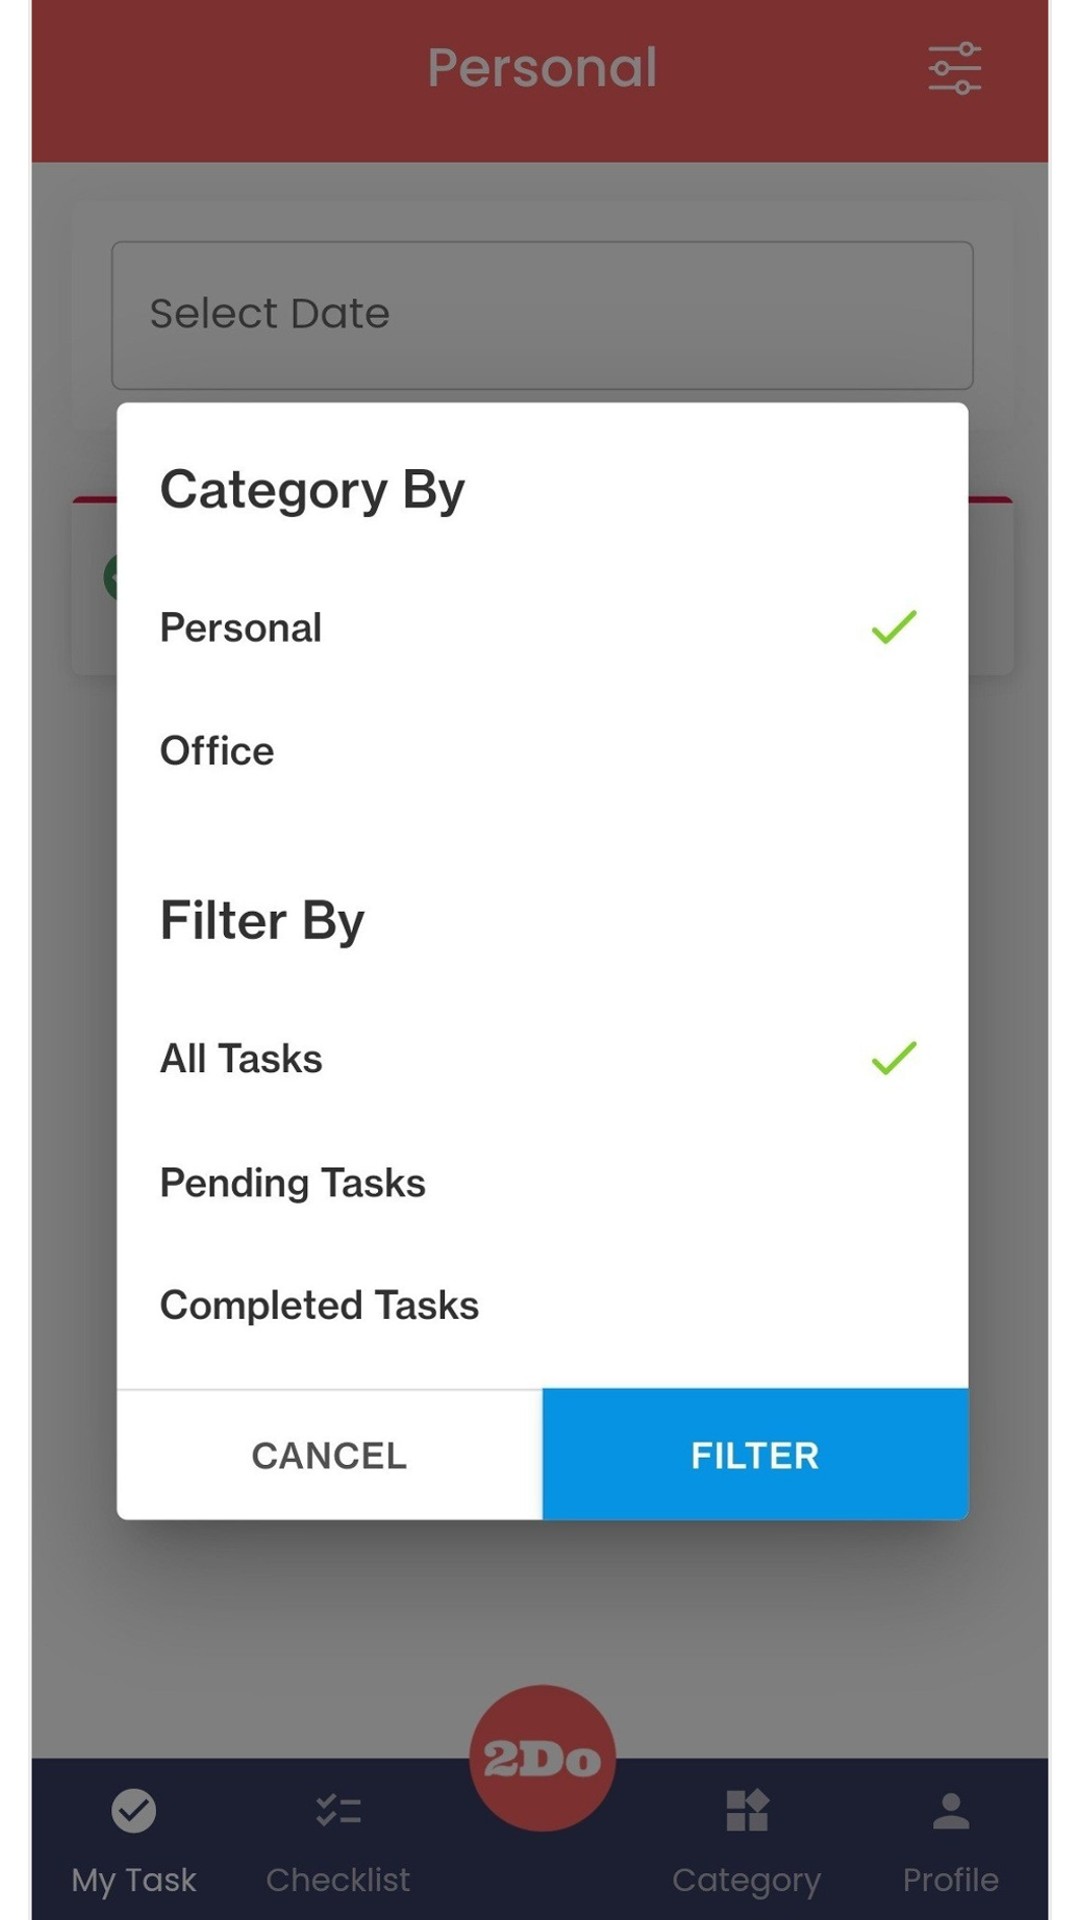 Personal
Select Date
Category By
Personal
Office
Filter By
All Tasks
Pending Tasks
Completed Tasks
CANCEL
FILTER
2Do
My Task
Checklist
Category
Profile